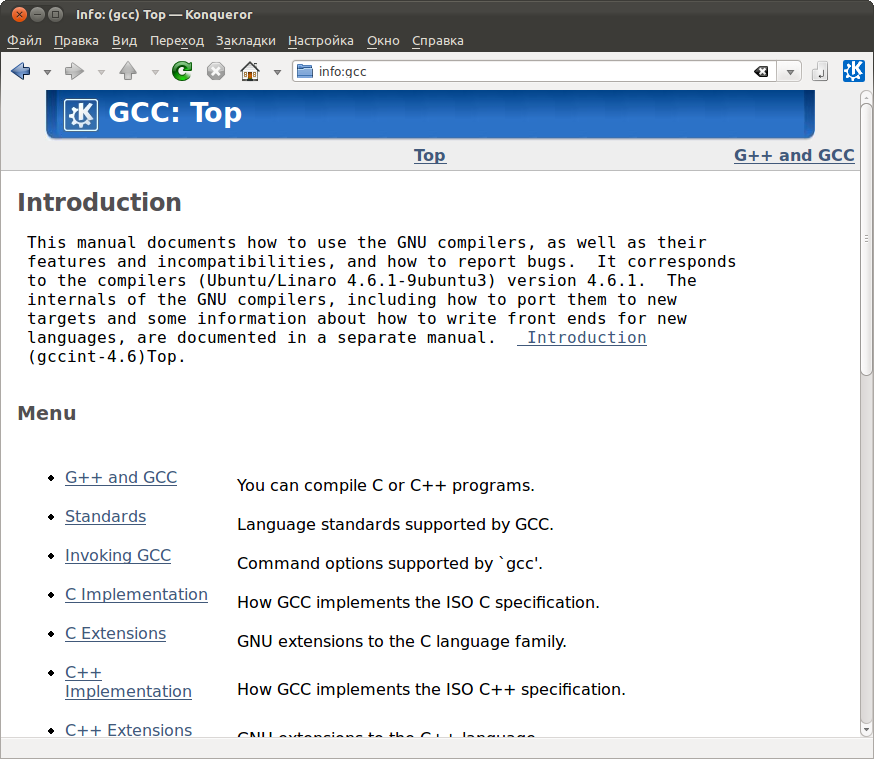 Info: (gcc) Top — Konqueror
Файл Правка Вид Переход Закладки Настройка Окно Справка
info:gcc
GCC: Top
Top G++ and GCC
Introduction
This manual documents how to use the GNU compilers, as well as their
features and incompatibilities, and how to report bugs.  It corresponds
to the compilers (Ubuntu/Linaro 4.6.1-9ubuntu3) version 4.6.1.  The
internals of the GNU compilers, including how to port them to new
targets and some information about how to write front ends for new
languages, are documented in a separate manual.   Introduction
(gccint-4.6)Top.
Menu
G++ and GCC You can compile C or C++ programs.
Standards Language standards supported by GCC.
Invoking GCC Command options supported by `gcc'.
C Implementation How GCC implements the ISO C specification.
C Extensions GNU extensions to the C language family.
C++
Implementation How GCC implements the ISO C++ specification.
C++ Extensions GNU extensions to the C++ language.